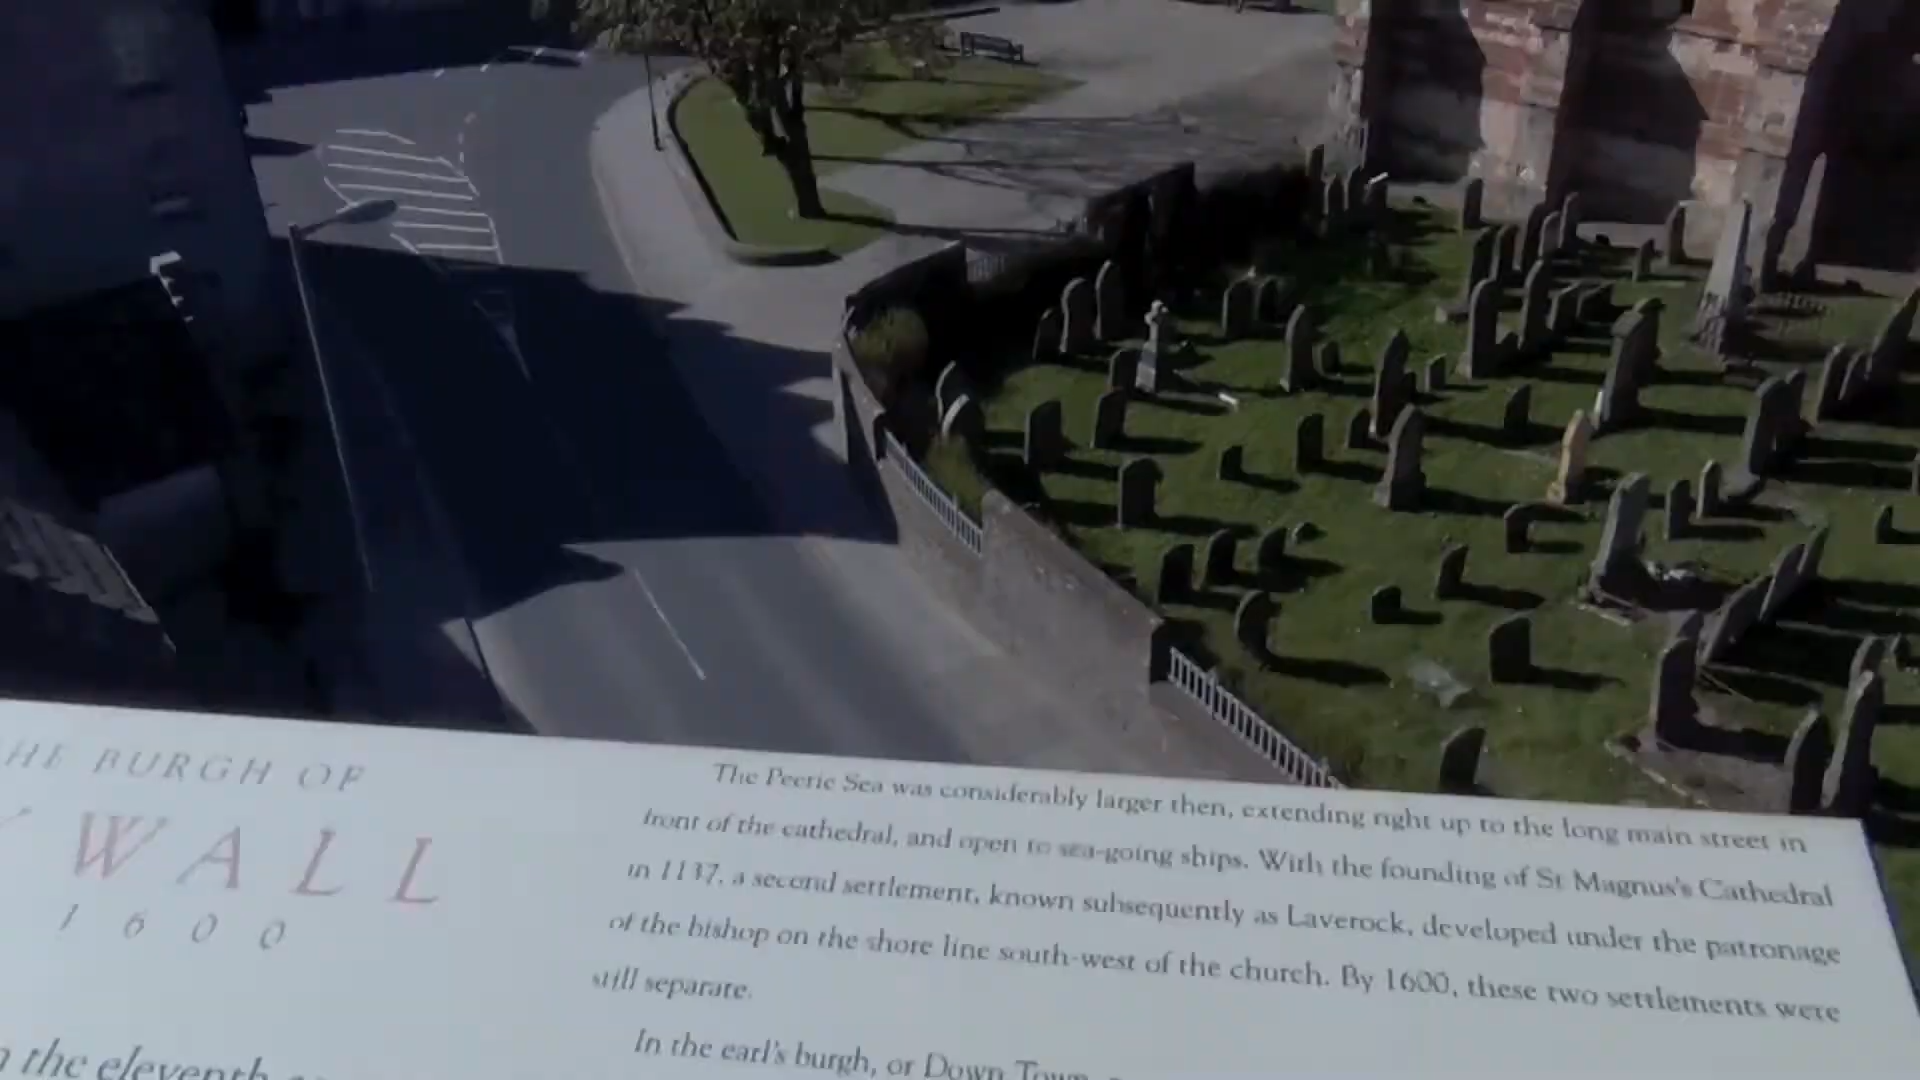 HE BURGH OF
WALL
1600
The Peerie Sea was considerably larger then, extending right up to the long main street in
front of the cathedral, and open to sea-going ships. With the founding of St Magnus's Cathedral
in 1137, a second settlement, known subsequently as Laverock, developed under the patronage
of the bishop on the shore line south-west of the church. By 1600, these two settlements were
still separate.
the eleventh
In the earl's burgh, or Down Town